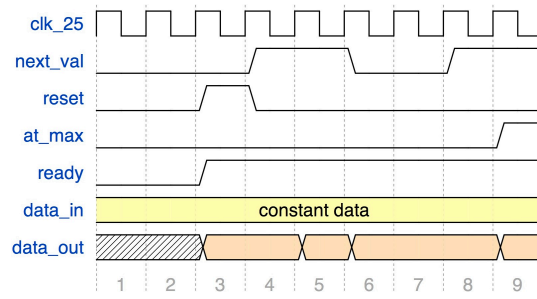 clk_25
next_val
reset
at_max
ready
data_in constant data
data_out
1 2 3 4 5 6 7 8 9